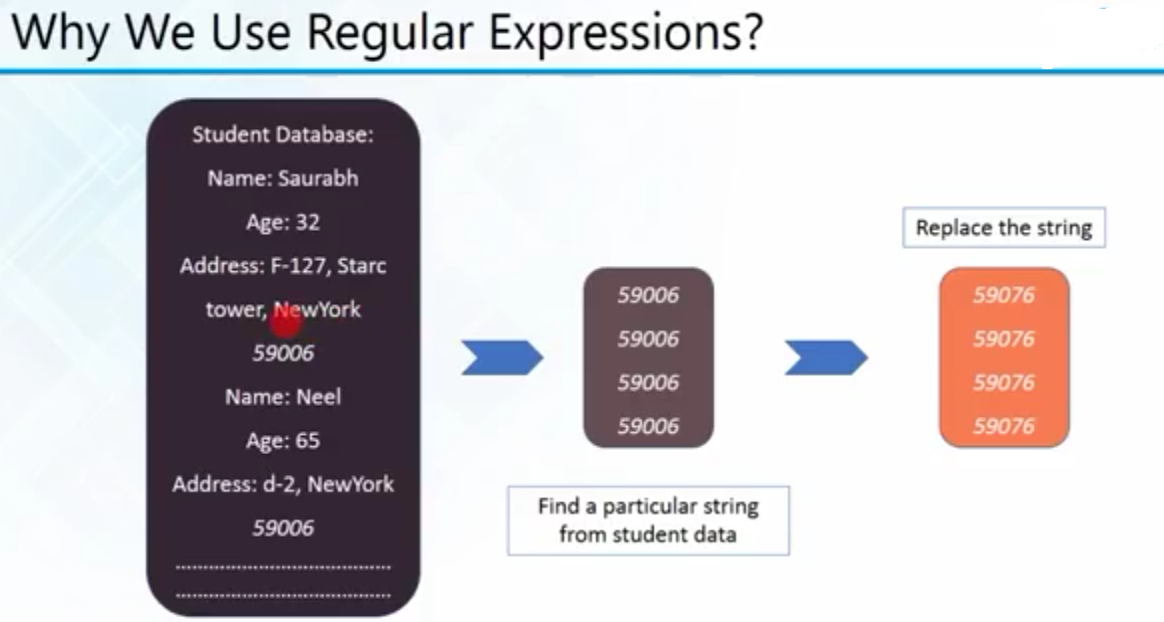 Why We Use Regular Expressions?
Student Database:
Name: Saurabh
Age: 32
Address: F-127, Starc
tower, NewYork
59006
Name: Neel
Age: 65
Address: d-2, NewYork
59006
59006
59006
59006
59006
Find a particular string
from student data
Replace the string
59076
59076
59076
59076